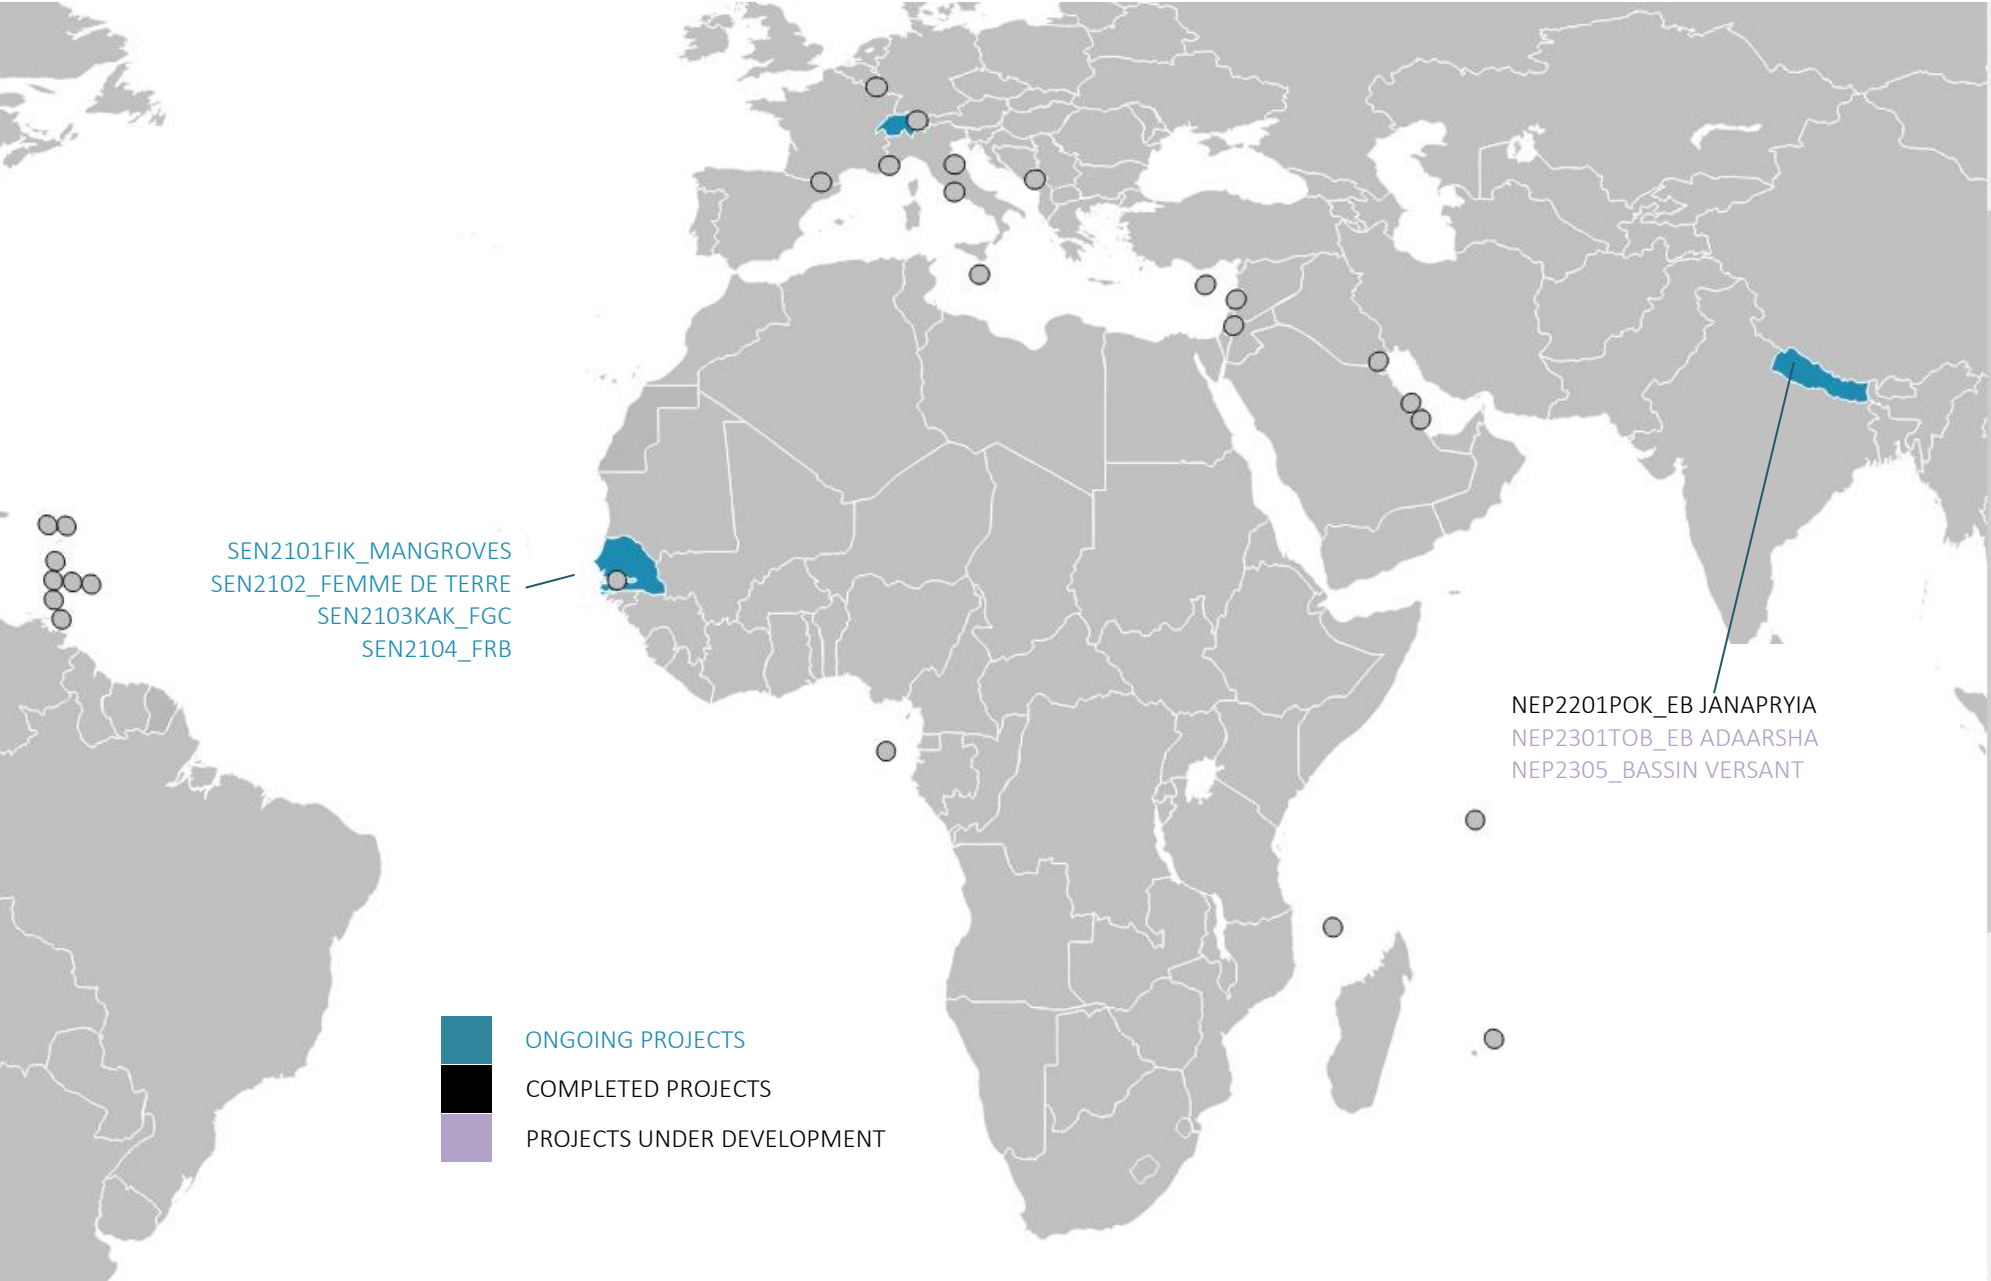 SEN2101FIK_MANGROVES
SEN2102_FEMME DE TERRE
SEN2103KAK_FGC
SEN2104_FRB
NEP2201POK_EB JANAPRYIA
NEP2301TOB_EB ADAARSHA
NEP2305_BASSIN VERSANT
ONGOING PROJECTS
COMPLETED PROJECTS
PROJECTS UNDER DEVELOPMENT